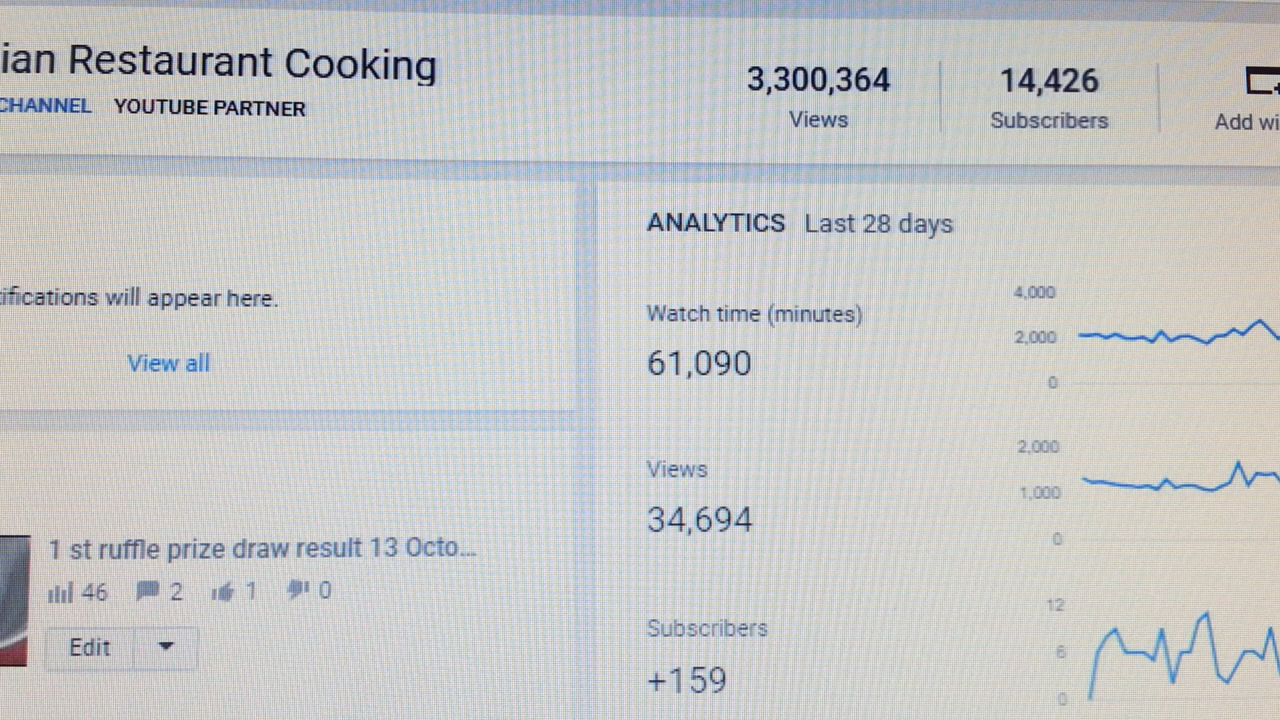 ian Restaurant Cooking
CHANNEL YOUTUBE PARTNER
3,300,364
Views
14,426
Subscribers
Add wi
ifications will appear here.
View all
ANALYTICS Last 28 days
Watch time (minutes)
61,090
4,000
2,000
0
Views
34,694
2,000
1,000
0
Subscribers
+159
12
6
0
1 st ruffle prize draw result 13 Octo...
46 2 1 0
Edit